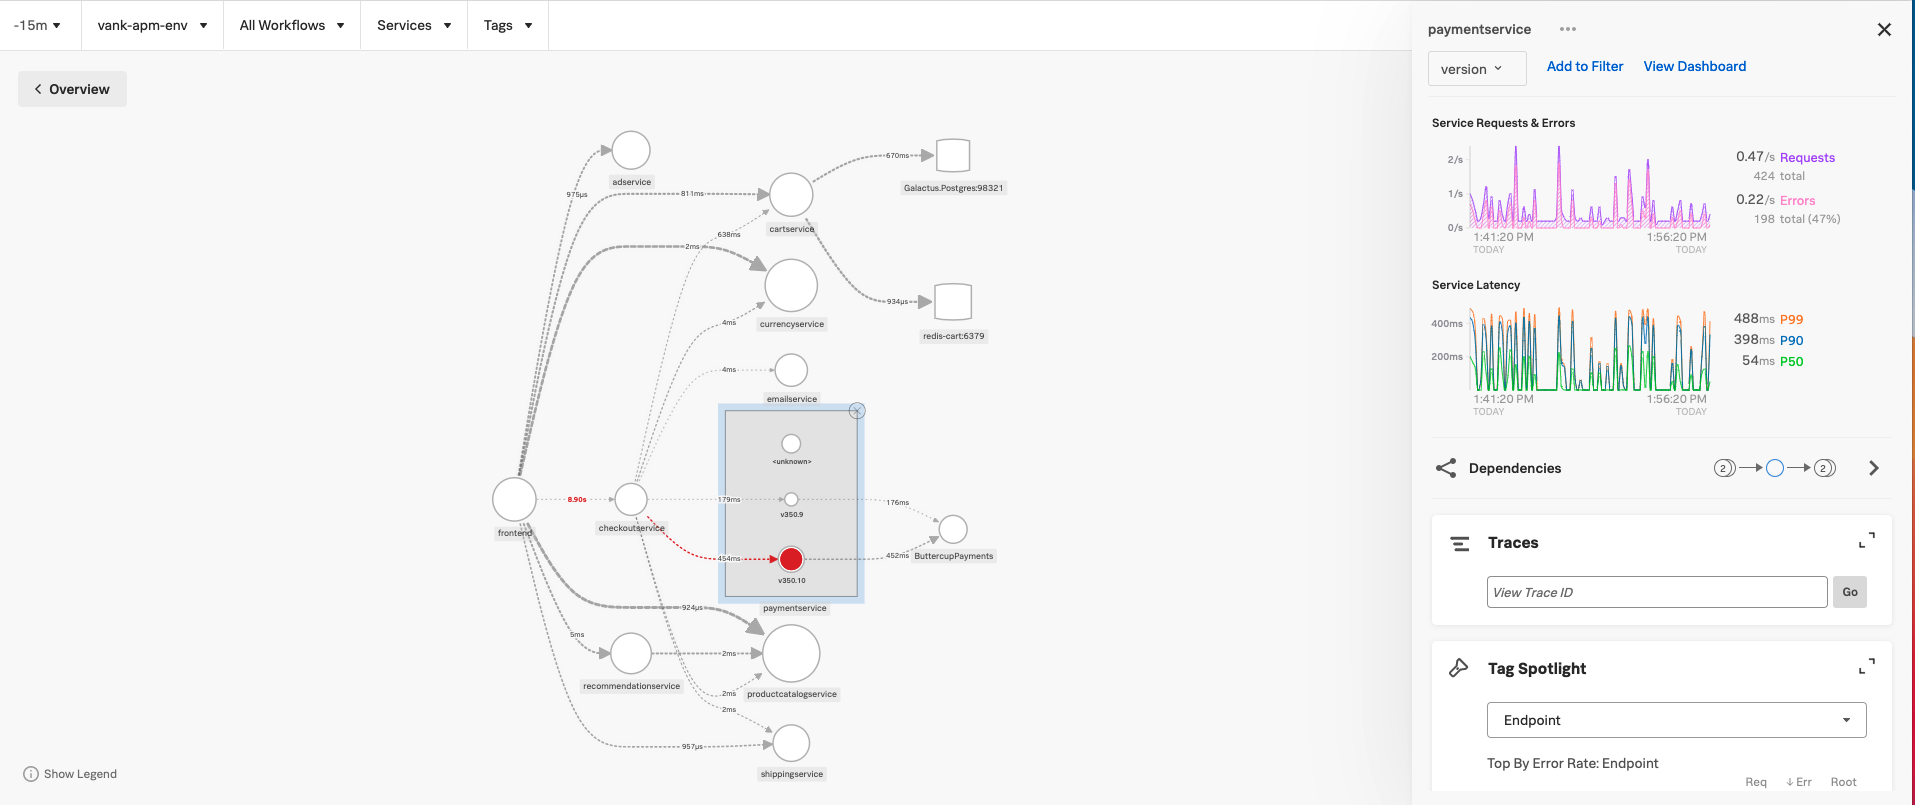 -15m
vank-apm-env
All Workflows
Services
Tags
Overview
adservice
975µs
811ms
670ms
Galactus.Postgres:98321
cartservice
638ms
2ms
934µs
redis-cart:6379
currencyservice
4ms
4ms
emailservice
<unknown>
frontend
8.90s
checkoutservice
179ms
v350.9
176ms
454ms
v350.10
452ms
ButtercupPayments
paymentservice
924µs
5ms
recommendationservice
2ms
productcatalogservice
2ms
2ms
957µs
shippingservice
Show Legend
paymentservice
version
Add to Filter
View Dashboard
Service Requests & Errors
2/s
1/s
0/s
1:41:20 PM
TODAY
1:56:20 PM
TODAY
0.47/s Requests
424 total
0.22/s Errors
198 total (47%)
Service Latency
400ms
200ms
1:41:20 PM
TODAY
1:56:20 PM
TODAY
488ms P99
398ms P90
54ms P50
Dependencies
2
2
Traces
View Trace ID
Go
Tag Spotlight
Endpoint
Top By Error Rate: Endpoint
Req ↓ Err Root